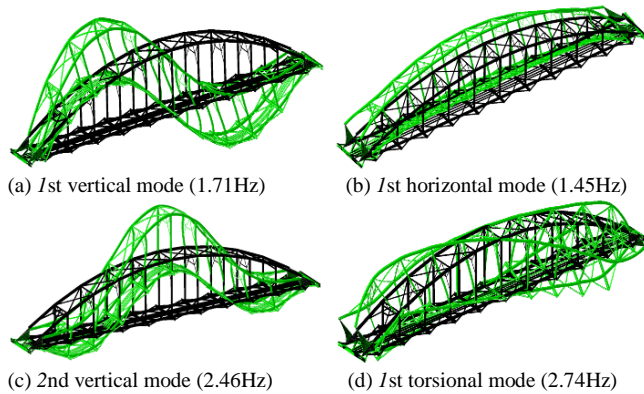 (a) 1st vertical mode (1.71Hz)
(b) 1st horizontal mode (1.45Hz)
(c) 2nd vertical mode (2.46Hz)
(d) 1st torsional mode (2.74Hz)